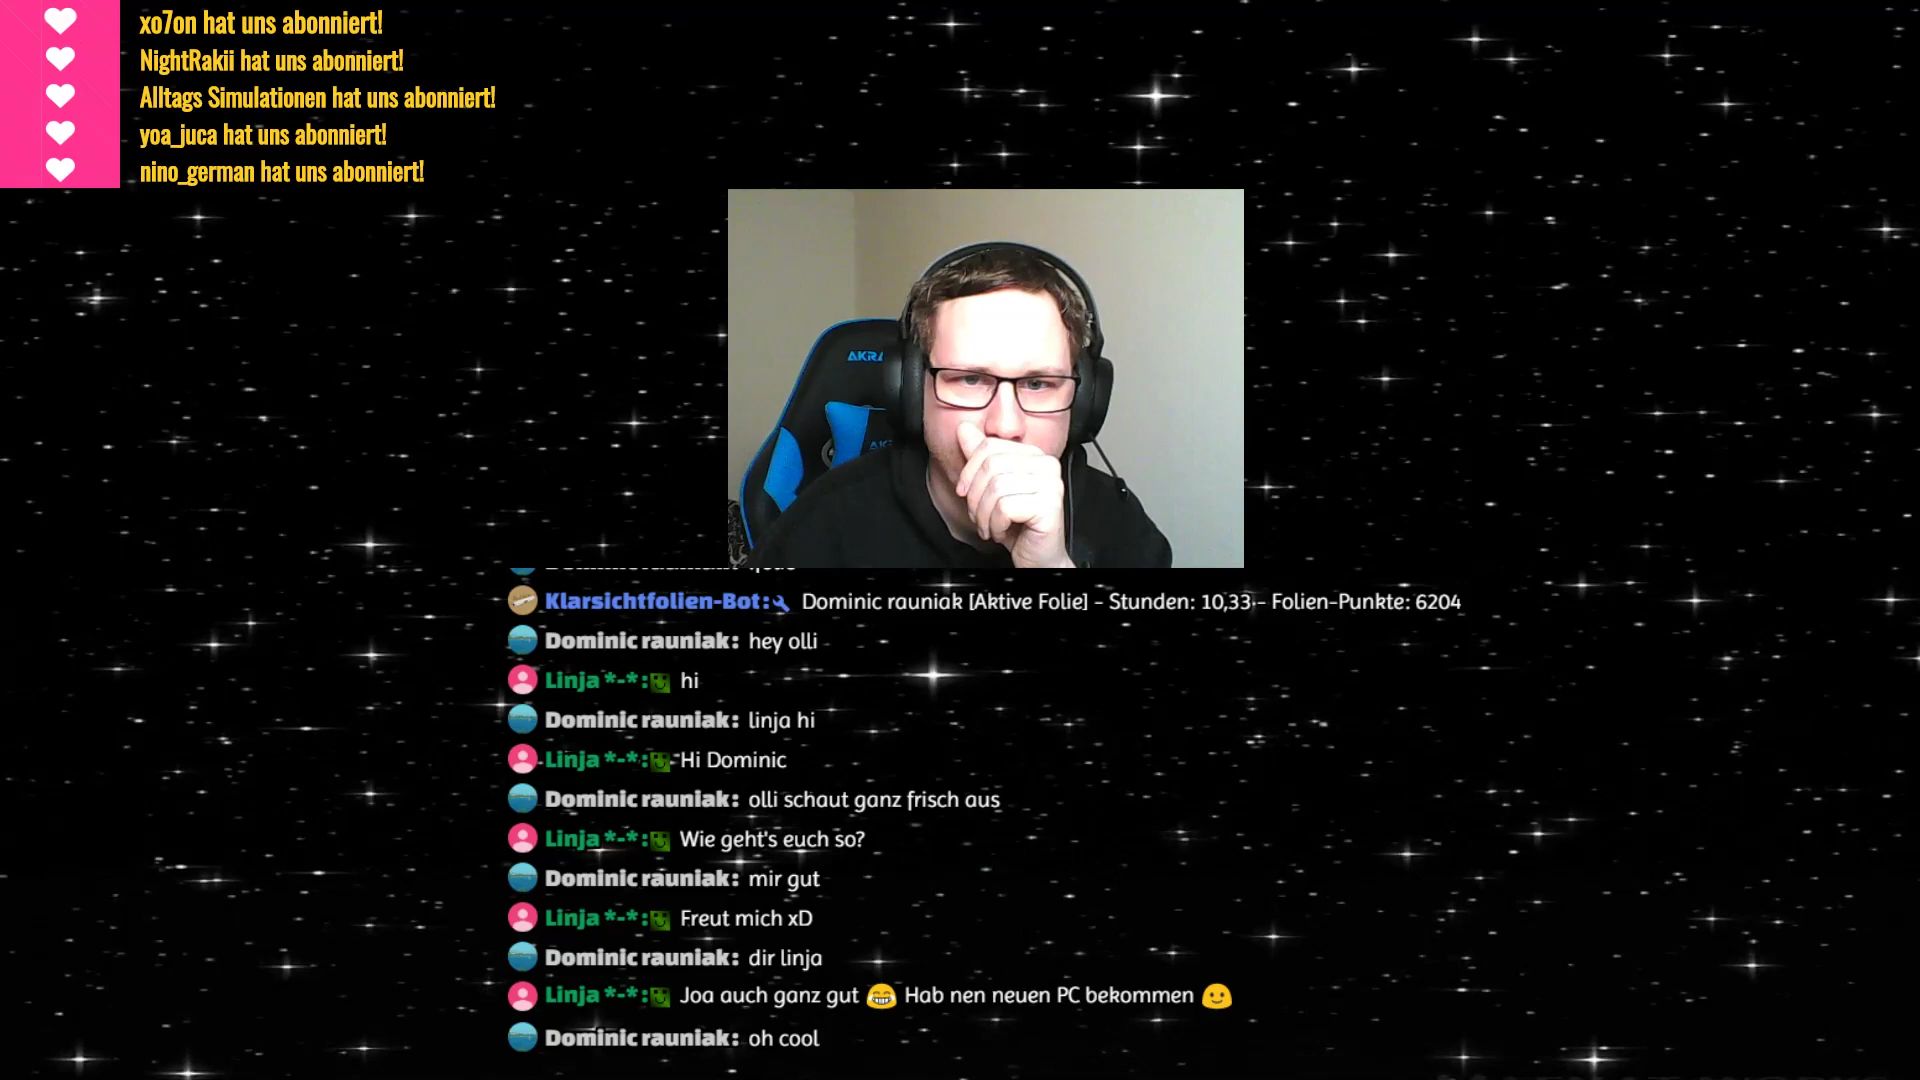 xo7on hat uns abonniert!
NightRakii hat uns abonniert!
Alltags Simulationen hat uns abonniert!
yoa_juca hat uns abonniert!
nino_german hat uns abonniert!
Klarsichtfolien-Bot: Dominic rauniak [Aktive Folie] - Stunden: 10,33 - Folien-Punkte: 6204
Dominic rauniak: hey olli
Linja *-*: hi
Dominic rauniak: linja hi
Linja *-*: Hi Dominic
Dominic rauniak: olli schaut ganz frisch aus
Linja *-*: Wie geht's euch so?
Dominic rauniak: mir gut
Linja *-*: Freut mich xD
Dominic rauniak: dir linja
Linja *-*: Joa auch ganz gut 😂 Hab nen neuen PC bekommen 🙂
Dominic rauniak: oh cool